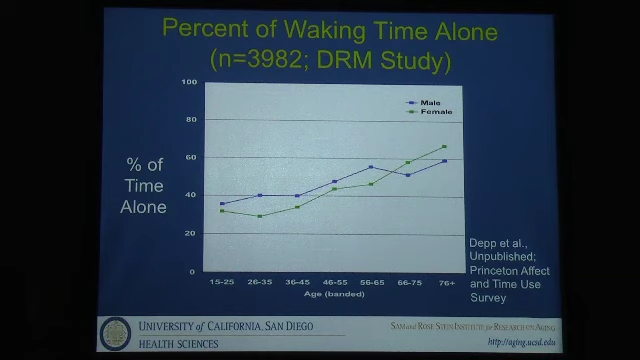 Percent of Waking Time Alone
(n=3982; DRM Study)
100
80
60
40
20
0
% of
Time
Alone
Male
Female
15-25 26-35 36-45 46-55 56-65 66-75 76+
Age (banded)
Depp et al.,
Unpublished;
Princeton Affect
and Time Use
Survey
UNIVERSITY of CALIFORNIA, SAN DIEGO
HEALTH SCIENCES
SAM AND ROSE STEIN INSTITUTE FOR RESEARCH ON AGING
http://aging.ucsd.edu